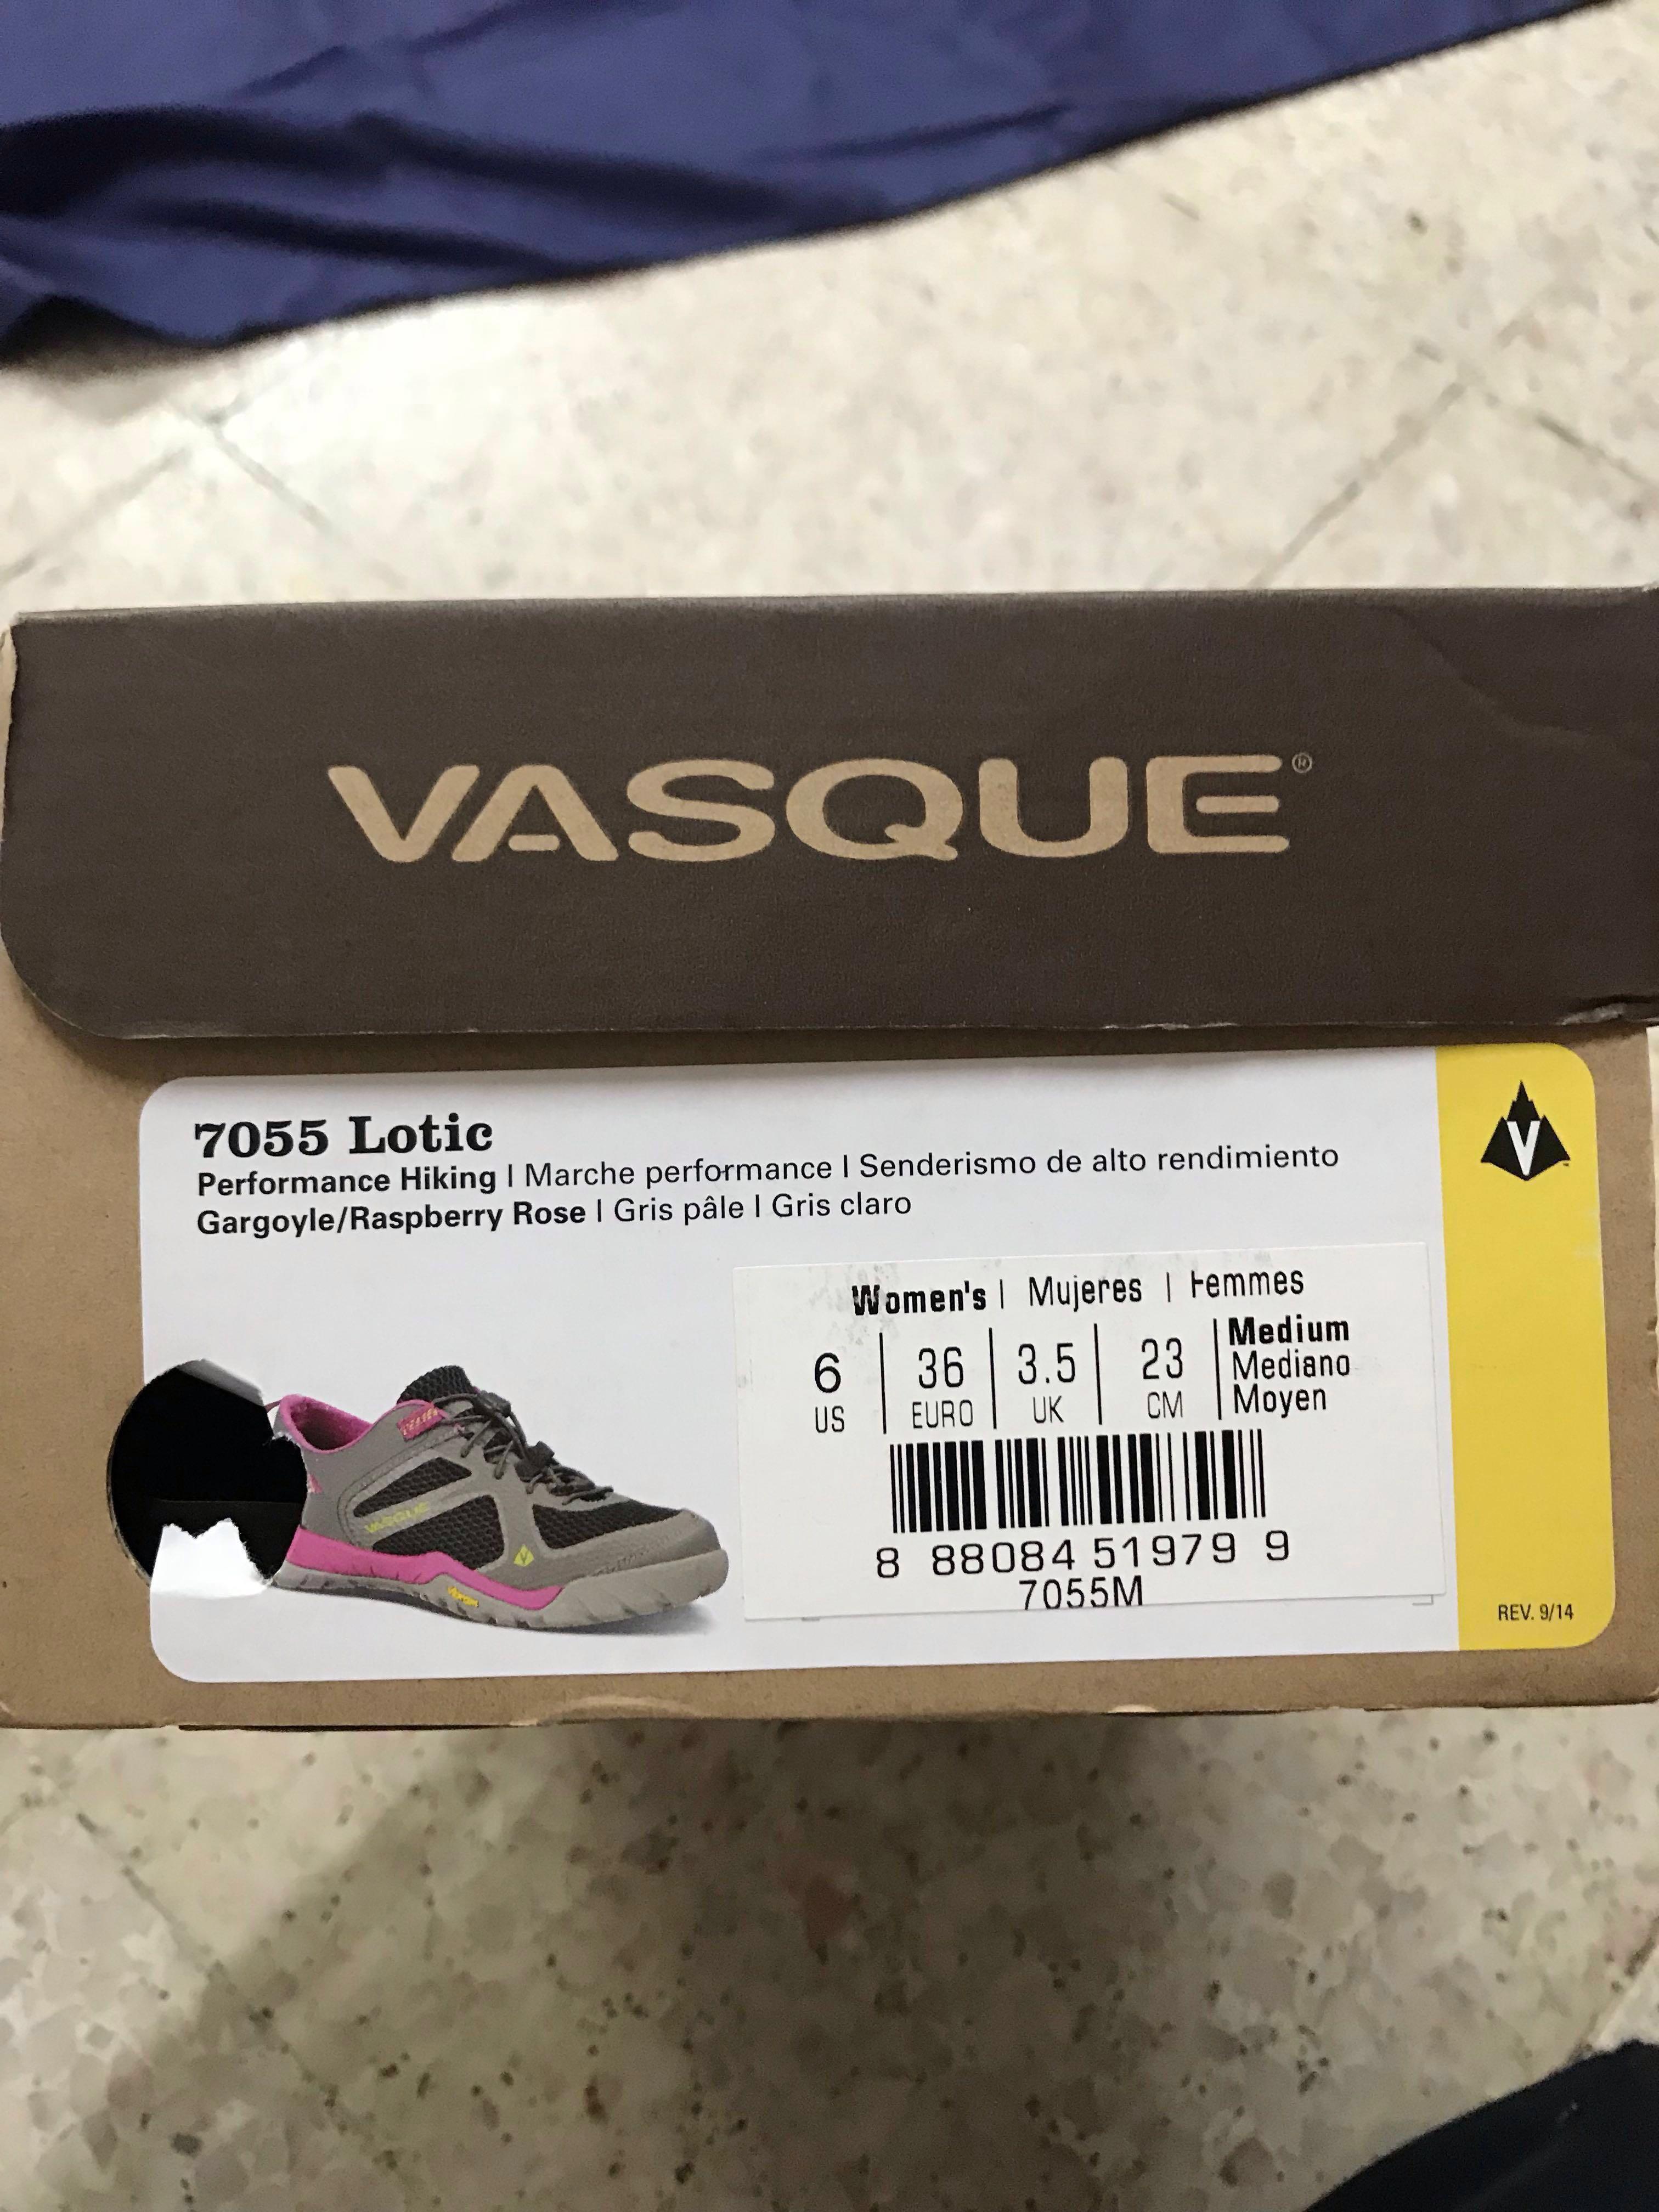 VASQUE®
7055 Lotic
Performance Hiking | Marche performance | Senderismo de alto rendimiento
Gargoyle/Raspberry Rose | Gris pâle | Gris claro
V
Women's | Mujeres | Femmes
6 | 36 | 3.5 | 23 | Medium
Mediano
US | EURO | UK | CM | Moyen
8 88084 51979 9
7055M
VASQUE
vibram
REV. 9/14